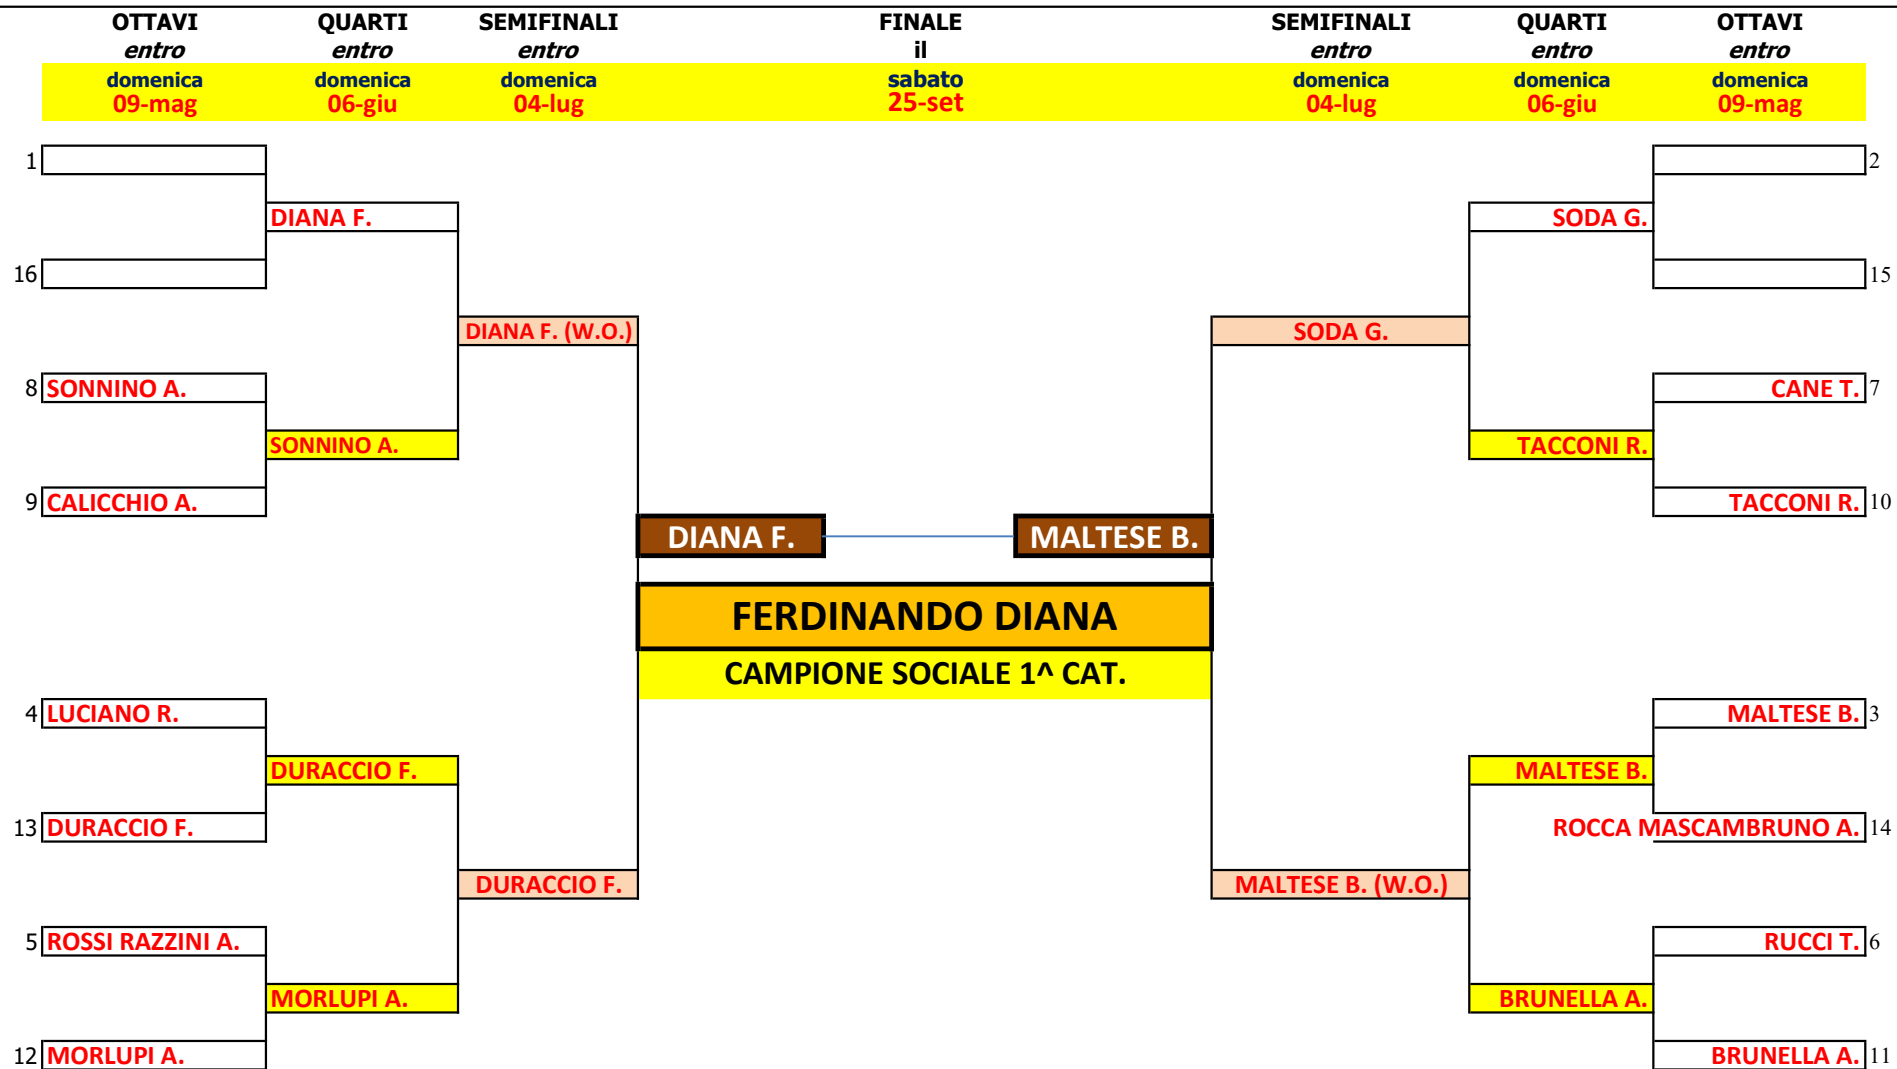 OTTAVI QUARTI SEMIFINALI FINALE SEMIFINALI QUARTI OTTAVI
entro entro entro il entro entro entro
domenica domenica domenica sabato domenica domenica domenica
09-mag 06-giu 04-lug 25-set 04-lug 06-giu 09-mag
1 2
DIANA F. SODA G.
16 15
DIANA F. (W.O.) SODA G.
8 SONNINO A. CANE T. 7
SONNINO A. TACCONI R.
9 CALICCHIO A. TACCONI R. 10
DIANA F. MALTESE B.
FERDINANDO DIANA
CAMPIONE SOCIALE 1^ CAT.
4 LUCIANO R. MALTESE B. 3
DURACCIO F. MALTESE B.
13 DURACCIO F. ROCCA MASCAMBRUNO A. 14
DURACCIO F. MALTESE B. (W.O.)
5 ROSSI RAZZINI A. RUCCI T. 6
MORLUPI A. BRUNELLA A.
12 MORLUPI A. BRUNELLA A. 11